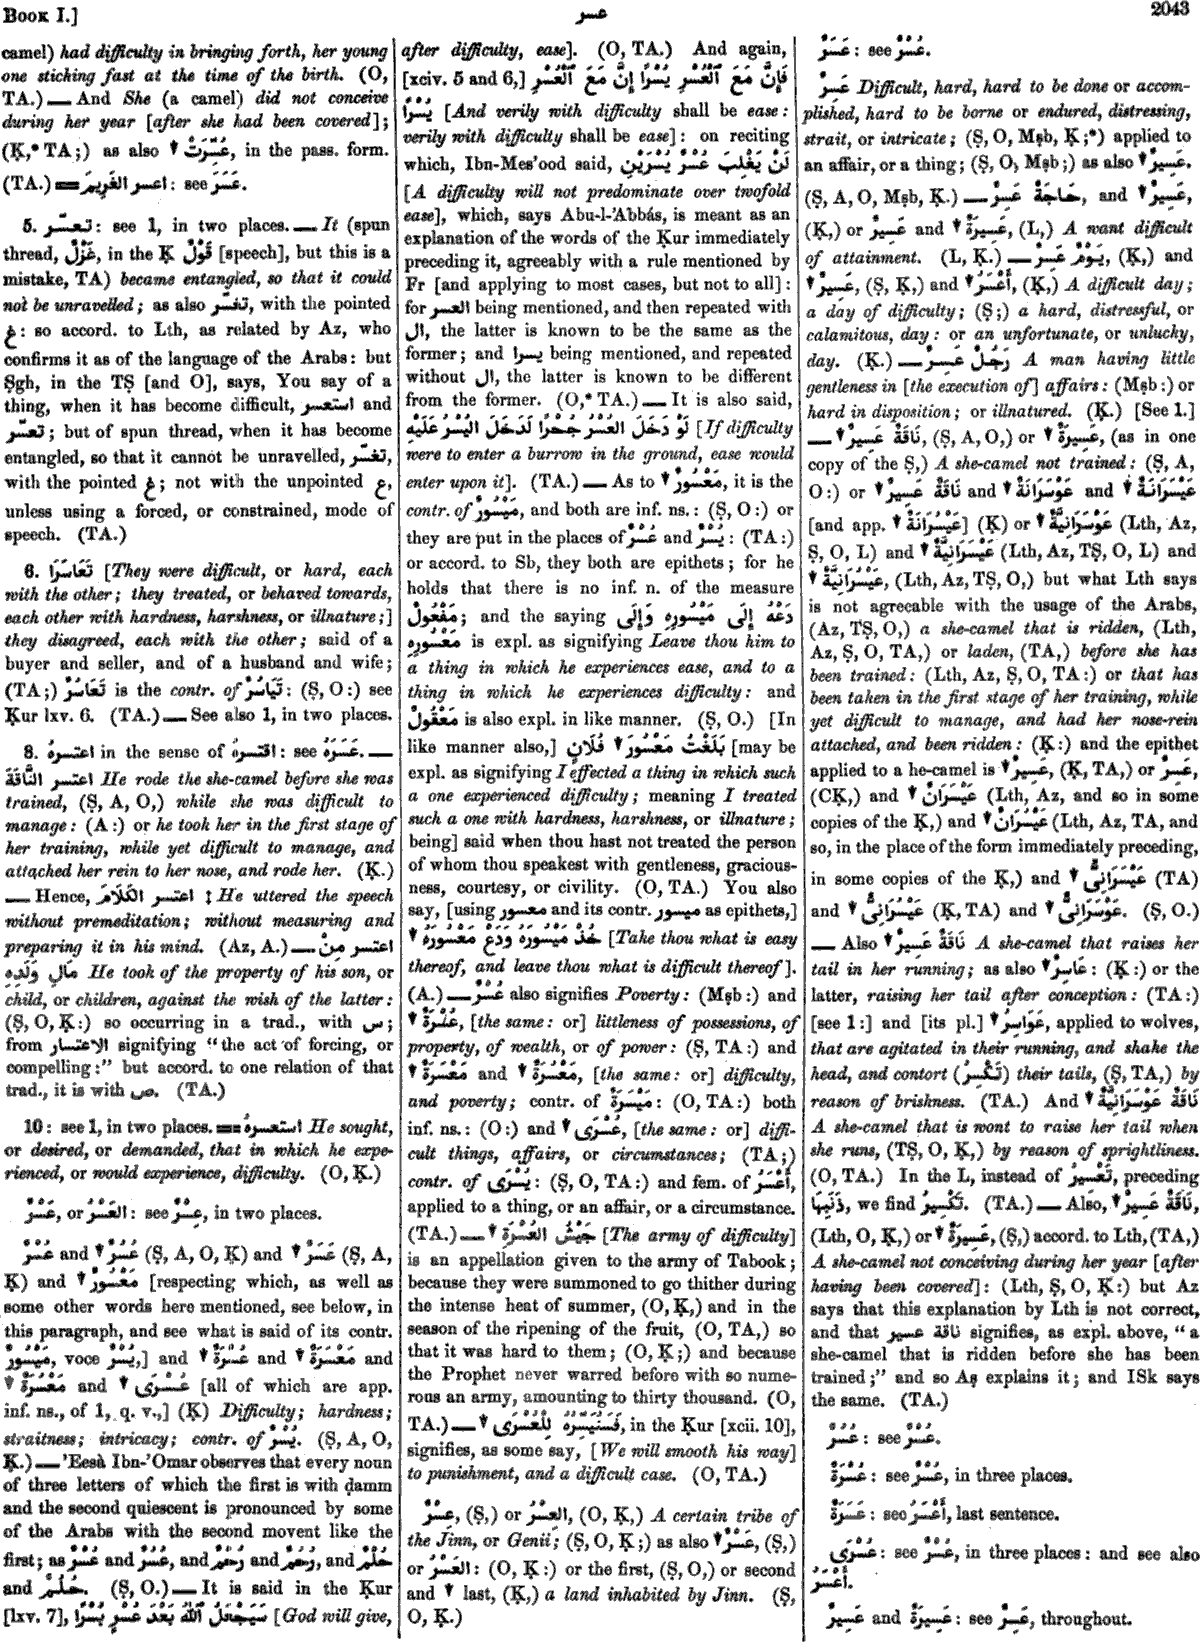 Book I.]
عسر
2043
camel) had difficulty in bringing forth, her young
one sticking fast at the time of the birth. (O,
TA.) — And She (a camel) did not conceive
during her year [after she had been covered];
(Ḳ,* TA;) as also ▼ عُسِّرَتْ, in the pass. form.
(TA.) == اعسر الغَرِيمَ: see عَسَرَ.
5. تعسّر: see 1, in two places. — It (spun
thread, غَزْلٌ, in the Ḳ قَوْلٌ [speech], but this is a
mistake, TA) became entangled, so that it could
not be unravelled; as also تغسّر, with the pointed
غ: so accord. to Lth, as related by Az, who
confirms it as of the language of the Arabs: but
Ṣgh, in the TṢ [and O], says, You say of a
thing, when it has become difficult, استعسر and
تعسّر; but of spun thread, when it has become
entangled, so that it cannot be unravelled, تغسّر,
with the pointed غ; not with the unpointed ع,
unless using a forced, or constrained, mode of
speech. (TA.)
6. تَعَاسَرَا [They were difficult, or hard, each
with the other; they treated, or behaved towards,
each other with hardness, harshness, or illnature;]
they disagreed, each with the other; said of a
buyer and seller, and of a husband and wife;
(TA;) تَعَاسُرٌ is the contr. of تَيَاسُرٌ: (Ṣ, O:) see
Ḳur lxv. 6. (TA.) — See also 1, in two places.
8. اعتسرهُ in the sense of اقتسرهُ: see عَسَرَهُ. —
اعتسر النَّاقَةَ He rode the she-camel before she was
trained, (Ṣ, A, O,) while she was difficult to
manage: (A:) or he took her in the first stage of
her training, while yet difficult to manage, and
attached her rein to her nose, and rode her. (Ḳ.)
— Hence, اعتسر الكَلَامَ ‡ He uttered the speech
without premeditation; without measuring and
preparing it in his mind. (Az, A.) — اعتسر مِنْ
مَالِ وَلَدِهِ He took of the property of his son, or
child, or children, against the wish of the latter:
(Ṣ, O, Ḳ:) so occurring in a trad., with س;
from الاِعتسار signifying "the act of forcing, or
compelling:" but accord. to one relation of that
trad., it is with ص. (TA.)
10: see 1, in two places. == استعسرهُ He sought,
or desired, or demanded, that in which he expe-
rienced, or would experience, difficulty. (O, Ḳ.)
عَسْرٌ, or العَسْرُ: see عِسْرٌ, in two places.
عُسْرٌ and ▼ عُسُرٌ (Ṣ, A, O, Ḳ) and ▼ عَسَرٌ (Ṣ, A,
Ḳ) and ▼ مَعْسُورٌ [respecting which, as well as
some other words here mentioned, see below, in
this paragraph, and see what is said of its contr.
مَيْسُورٌ, voce يُسْرٌ,] and ▼ عُسْرَةٌ and ▼ مَعْسَرَةٌ and
▼ مَعْسُرَةٌ and ▼ عُسْرَى [all of which are app.
inf. ns., of 1, q. v.,] (Ḳ) Difficulty; hardness;
straitness; intricacy; contr. of يُسْرٌ. (Ṣ, A, O,
Ḳ.) — 'Eesà Ibn-'Omar observes that every noun
of three letters of which the first is with ḍamm
and the second quiescent is pronounced by some
of the Arabs with the second movent like the
first; as عُسْرٌ and عُسُرٌ, and رُحْمٌ and رُحُمٌ, and حُلْمٌ
and حُلُمٌ. (Ṣ, O.) — It is said in the Ḳur
[lxv. 7], سَيَجْعَلُ ٱللّٰهُ بَعْدَ عُسْرٍ يُسْرًا [God will give,
after difficulty, ease]. (O, TA.) And again,
[xciv. 5 and 6,] فَإِنَّ مَعَ ٱلْعُسْرِ يُسْرًا إِنَّ مَعَ ٱلْعُسْرِ
يُسْرًا [And verily with difficulty shall be ease:
verily with difficulty shall be ease]: on reciting
which, Ibn-Mes'ood said, لَنْ يَغْلِبَ عُسْرٌ يُسْرَيْنِ
[A difficulty will not predominate over twofold
ease], which, says Abu-l-'Abbás, is meant as an
explanation of the words of the Ḳur immediately
preceding it, agreeably with a rule mentioned by
Fr [and applying to most cases, but not to all]:
for العسر being mentioned, and then repeated with
ال, the latter is known to be the same as the
former; and يسرا being mentioned, and repeated
without ال, the latter is known to be different
from the former. (O,* TA.) — It is also said,
لَوْ دَخَلَ العُسْرُ جُحْرًا لَدَخَلَ اليُسْرُ عَلَيْهِ [If difficulty
were to enter a burrow in the ground, ease would
enter upon it]. (TA.) — As to ▼ مَعْسُورٌ, it is the
contr. of مَيْسُورٌ, and both are inf. ns.: (Ṣ, O:) or
they are put in the places of عُسْرٌ and يُسْرٌ: (TA:)
or accord. to Sb, they both are epithets; for he
holds that there is no inf. n. of the measure
مَفْعُولٌ; and the saying دَعْهُ إِلَى مَيْسُورِهِ وَإِلَى
مَعْسُورِهِ is expl. as signifying Leave thou him to
a thing in which he experiences ease, and to a
thing in which he experiences difficulty: and
مَعْقُولٌ is also expl. in like manner. (Ṣ, O.) [In
like manner also,] بَلَغْتُ مَعْسُورَ ▼ فُلَانٍ [may be
expl. as signifying I effected a thing in which such
a one experienced difficulty; meaning I treated
such a one with hardness, harshness, or illnature;
being] said when thou hast not treated the person
of whom thou speakest with gentleness, gracious-
ness, courtesy, or civility. (O, TA.) You also
say, [using معسور and its contr. ميسور as epithets,]
خُذْ مَيْسُورَهُ وَدَعْ مَعْسُورَهُ ▼ [Take thou what is easy
thereof, and leave thou what is difficult thereof].
(A.) — عُسْرٌ also signifies Poverty: (Mṣb:) and
▼ عُسْرَةٌ, [the same: or] littleness of possessions, of
property, of wealth, or of power: (Ṣ, TA:) and
▼ مَعْسَرَةٌ and ▼ مَعْسُرَةٌ, [the same: or] difficulty,
and poverty; contr. of مَيْسَرَةٌ: (O, TA:) both
inf. ns.: (O:) and ▼ عُسْرَى, [the same: or] diffi-
cult things, affairs, or circumstances; (TA;)
contr. of يُسْرَى: (Ṣ, O, TA:) and fem. of أَعْسَرُ,
applied to a thing, or an affair, or a circumstance.
(TA.) — جَيْشُ العُسْرَةِ ▼ [The army of difficulty]
is an appellation given to the army of Tabook;
because they were summoned to go thither during
the intense heat of summer, (O, Ḳ,) and in the
season of the ripening of the fruit, (O, TA,) so
that it was hard to them; (O, Ḳ;) and because
the Prophet never warred before with so nume-
rous an army, amounting to thirty thousand. (O,
TA.) — فَسَنُيَسِّرُهُ لِلْعُسْرَى ▼, in the Ḳur [xcii. 10],
signifies, as some say, [We will smooth his way]
to punishment, and a difficult case. (O, TA.)
عِسْرٌ, (Ṣ,) or العِسْرُ, (O, Ḳ,) A certain tribe of
the Jinn, or Genii; (Ṣ, O, Ḳ;) as also ▼ عَسْرٌ, (Ṣ,)
or العَسْرُ: (O, Ḳ:) or the first, (Ṣ, O,) or second
and ▼ last, (Ḳ,) a land inhabited by Jinn. (Ṣ,
O, Ḳ.)
عَسَرٌ: see عُسْرٌ.
عَسِرٌ Difficult, hard, hard to be done or accom-
plished, hard to be borne or endured, distressing,
strait, or intricate; (Ṣ, O, Mṣb, Ḳ;*) applied to
an affair, or a thing; (Ṣ, O, Mṣb;) as also ▼ عَسِيرٌ.
(Ṣ, A, O, Mṣb, Ḳ.) — حَاجَةٌ عَسِرٌ, and ▼ عَسِيرٌ,
(Ḳ,) or عَسِيرٌ and ▼ عَسِيرَةٌ, (L,) A want difficult
of attainment. (L, Ḳ.) — يَوْمٌ عَسِرٌ, (Ḳ,) and
▼ عَسِيرٌ, (Ṣ, Ḳ,) and ▼ أَعْسَرُ, (Ḳ,) A difficult day;
a day of difficulty; (Ṣ;) a hard, distressful, or
calamitous, day: or an unfortunate, or unlucky,
day. (Ḳ.) — رَجُلٌ عَسِرٌ A man having little
gentleness in [the execution of] affairs: (Mṣb:) or
hard in disposition; or illnatured. (Ḳ.) [See 1.]
— نَاقَةٌ عَسِيرٌ ▼, (Ṣ, A, O,) or ▼ عَسِيرَةٌ, (as in one
copy of the Ṣ,) A she-camel not trained: (Ṣ, A,
O:) or نَاقَةٌ عَسِيرٌ ▼ and عَوْسَرَانَةٌ ▼ and عَيْسَرَانَةٌ ▼
[and app. ▼ عَيْسُرَانَةٌ] (Ḳ) or ▼ عَوْسَرَانِيَّةٌ (Lth, Az,
Ṣ, O, L) and ▼ عَيْسَرَانِيَّةٌ (Lth, Az, TṢ, O, L) and
▼ عَيْسُرَانِيَّةٌ, (Lth, Az, TṢ, O,) but what Lth says
is not agreeable with the usage of the Arabs,
(Az, TṢ, O,) a she-camel that is ridden, (Lth,
Az, Ṣ, O, TA,) or laden, (TA,) before she has
been trained: (Lth, Az, Ṣ, O, TA:) or that has
been taken in the first stage of her training, while
yet difficult to manage, and had her nose-rein
attached, and been ridden: (Ḳ:) and the epithet
applied to a he-camel is ▼ عَسِيرٌ, (Ḳ, TA,) or عَسِرٌ,
(CḲ,) and ▼ عَيْسَرَانٌ (Lth, Az, and so in some
copies of the Ḳ,) and ▼ عَيْسُرَانٌ (Lth, Az, TA, and
so, in the place of the form immediately preceding,
in some copies of the Ḳ,) and ▼ عَيْسَرَانِىٌّ (TA)
and ▼ عَيْسُرَانِىٌّ (Ḳ, TA) and ▼ عَوْسَرَانِىٌّ. (Ṣ, O.)
— Also نَاقَةٌ عَسِيرٌ ▼ A she-camel that raises her
tail in her running; as also ▼ عَاسِرٌ: (Ḳ:) or the
latter, raising her tail after conception: (TA:)
[see 1:] and [its pl.] ▼ عَوَاسِرُ, applied to wolves,
that are agitated in their running, and shake the
head, and contort (تَكْسِرُ) their tails, (Ṣ, TA,) by
reason of briskness. (TA.) And نَاقَةٌ عَوْسَرَانِيَّةٌ ▼
A she-camel that is wont to raise her tail when
she runs, (TṢ, O, Ḳ,) by reason of sprightliness.
(O, TA.) In the L, instead of تَعْسِيرُ, preceding
ذَنَبِهَا, we find تَكْسِيرُ. (TA.) — Also, نَاقَةٌ عَسِيرٌ ▼,
(Lth, O, Ḳ,) or ▼ عَسِيرَةٌ, (Ṣ,) accord. to Lth, (TA,)
A she-camel not conceiving during her year [after
having been covered]: (Lth, Ṣ, O, Ḳ:) but Az
says that this explanation by Lth is not correct,
and that ناقة عسير signifies, as expl. above, "a
she-camel that is ridden before she has been
trained;" and so Aṣ explains it; and ISk says
the same. (TA.)
عُسُرٌ: see عُسْرٌ.
عُسْرَةٌ: see عُسْرٌ, in three places.
عَسَرَةٌ: see أَعْسَرُ, last sentence.
عُسْرَى: see عُسْرٌ, in three places: and see also
أَعْسَرُ.
عَسِيرٌ and عَسِيرَةٌ: see عَسِرٌ, throughout.